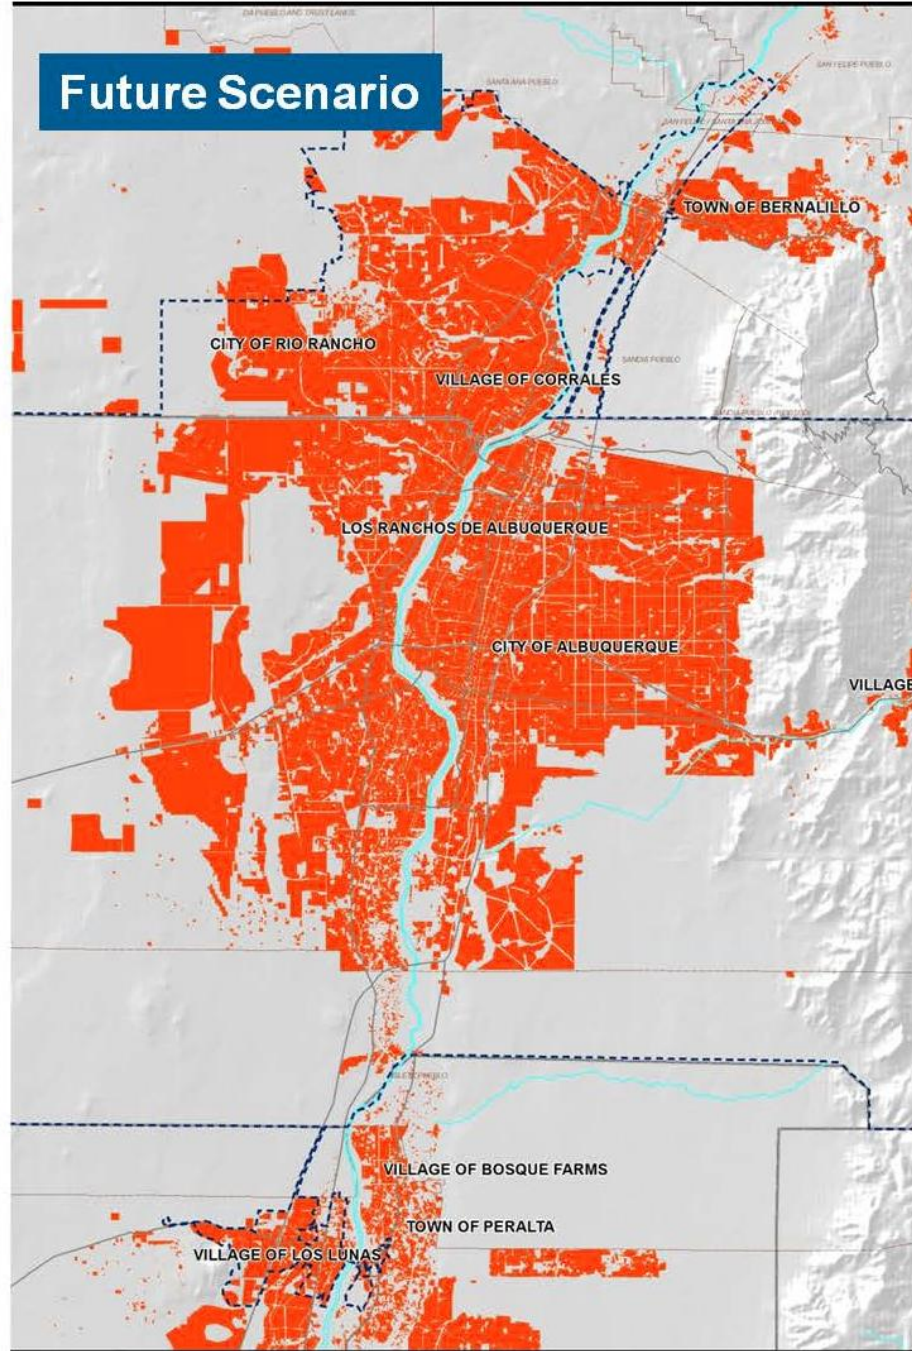 Future Scenario
SANTA ANA PUEBLO
SAN FELIPE PUEBLO
TOWN OF BERNALILLO
CITY OF RIO RANCHO
SANDIA PUEBLO
VILLAGE OF CORRALES
LOS RANCHOS DE ALBUQUERQUE
CITY OF ALBUQUERQUE
VILLAGE
VILLAGE OF BOSQUE FARMS
TOWN OF PERALTA
VILLAGE OF LOS LUNAS